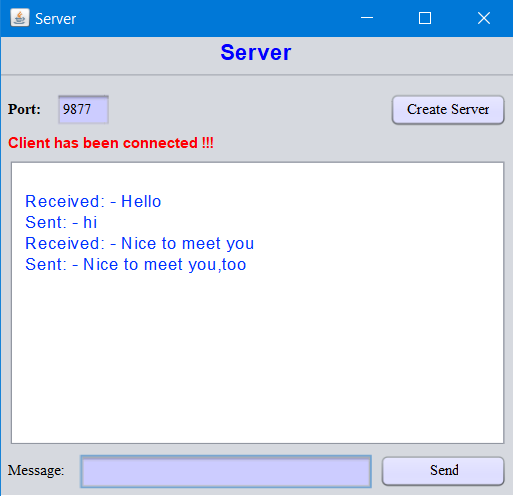 Server
Server
Port: 9877 Create Server
Client has been connected !!!
Received: - Hello
Sent: - hi
Received: - Nice to meet you
Sent: - Nice to meet you,too
Message: Send